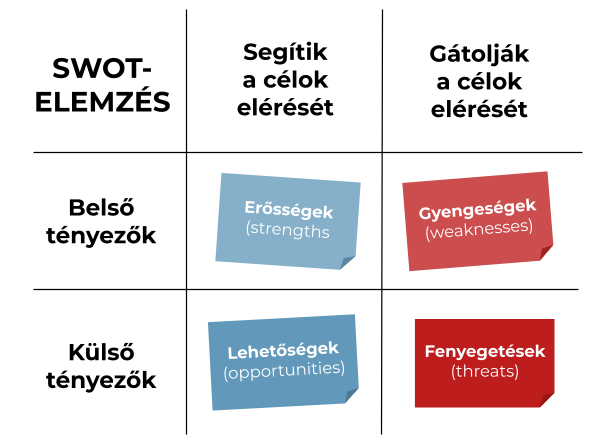 SWOT-
ELEMZÉS
Segítik
a célok
elérését
Gátolják
a célok
elérését
Belső
tényezők
Erősségek
(strengths
Gyengeségek
(weaknesses)
Külső
tényezők
Lehetőségek
(opportunities)
Fenyegetések
(threats)